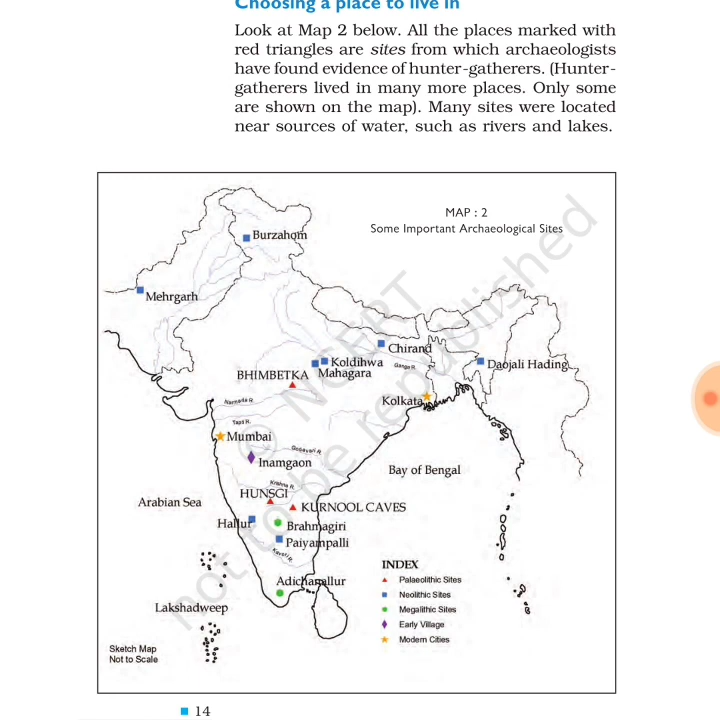 Choosing a place to live in
Look at Map 2 below. All the places marked with
red triangles are sites from which archaeologists
have found evidence of hunter-gatherers. (Hunter-
gatherers lived in many more places. Only some
are shown on the map). Many sites were located
near sources of water, such as rivers and lakes.
MAP : 2
Some Important Archaeological Sites
Burzahom
Mehrgarh
Chirand
Ganga R.
Koldihwa
Mahagara
Daojali Hading
BHIMBETKA
Narmada R.
Kolkata
Tapti R.
Mumbai
Godavari R.
Inamgaon
Bay of Bengal
Krishna R.
HUNSGI
Arabian Sea
KURNOOL CAVES
Hallur
Brahmagiri
Paiyampalli
Kaveri R.
Adichanallur
Lakshadweep
INDEX
Palaeolithic Sites
Neolithic Sites
Megalithic Sites
Early Village
Modern Cities
Sketch Map
Not to Scale
© NCERT
not to be republished
14